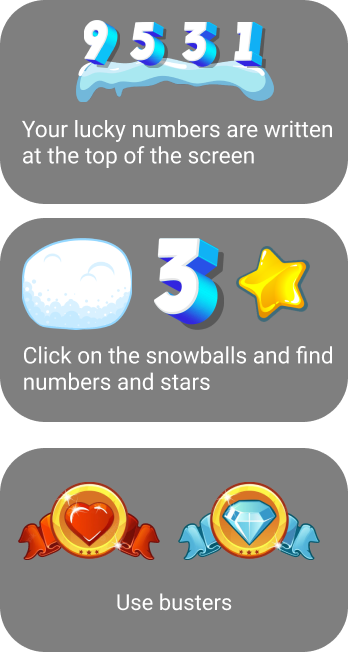 9 5 3 1
Your lucky numbers are written
at the top of the screen
3
Click on the snowballs and find
numbers and stars
Use busters